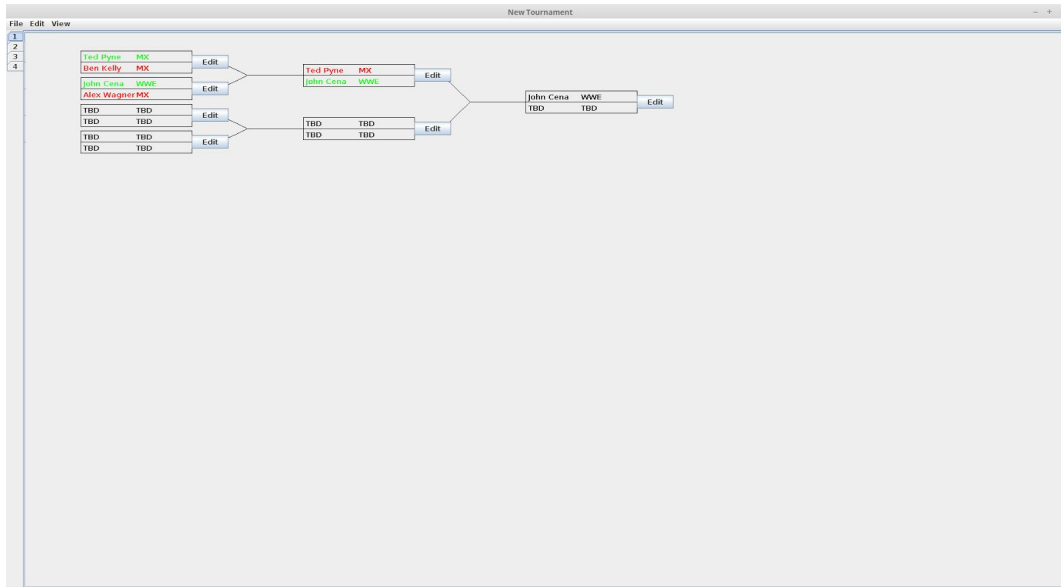 New Tournament
File Edit View
1
2
3
4
Ted Pyne MX
Ben Kelly MX
Edit
John Cena WWE
Alex Wagner MX
Edit
TBD TBD
TBD TBD
Edit
TBD TBD
TBD TBD
Edit
Ted Pyne MX
John Cena WWE
Edit
TBD TBD
TBD TBD
Edit
John Cena WWE
TBD TBD
Edit